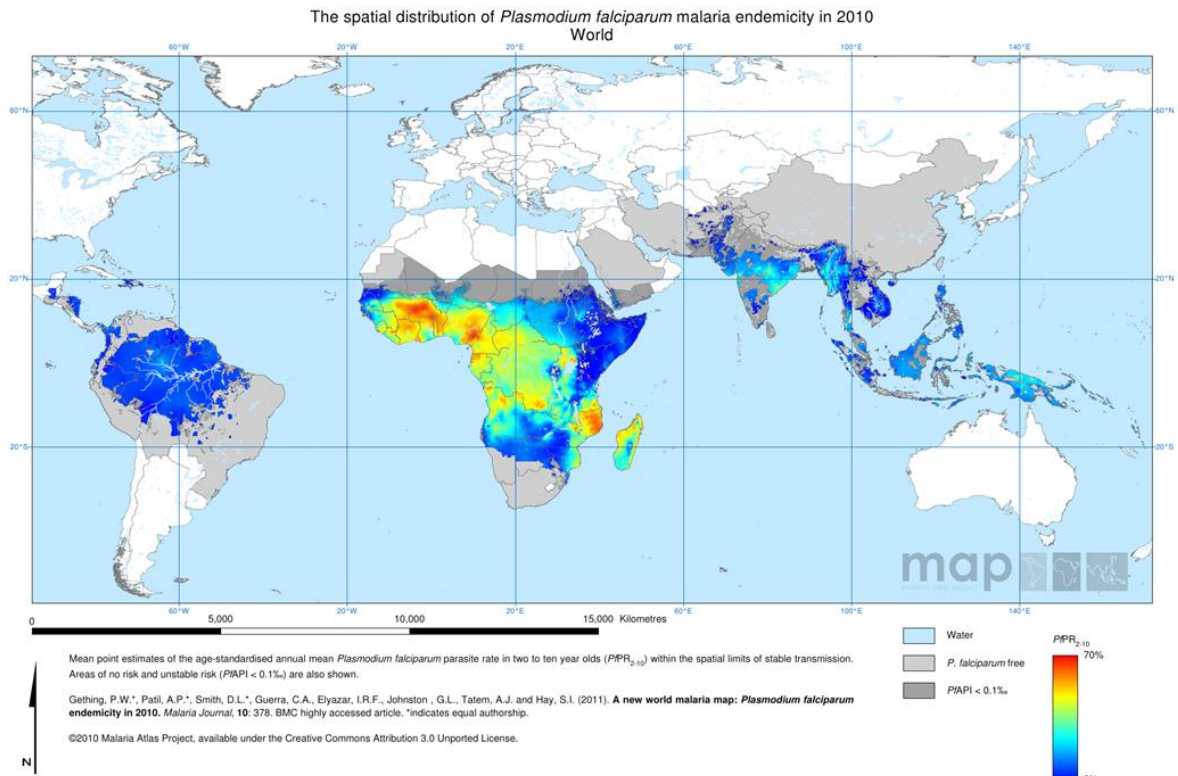 The spatial distribution of Plasmodium falciparum malaria endemicity in 2010
World
60°W 20°W 20°E 60°E 100°E 140°E
60°N 60°N
20°N 20°N
20°S 20°S
map
60°W 20°W 20°E 60°E 100°E 140°E
0 5,000 10,000 15,000 Kilometres
Water
P. falciparum free
PfAPI < 0.1‰
PfPR2-10
70%
Mean point estimates of the age-standardised annual mean Plasmodium falciparum parasite rate in two to ten year olds (PfPR2-10) within the spatial limits of stable transmission.
Areas of no risk and unstable risk (PfAPI < 0.1‰) are also shown.
Gething, P.W.*, Patil, A.P.*, Smith, D.L.*, Guerra, C.A., Elyazar, I.R.F., Johnston , G.L., Tatem, A.J. and Hay, S.I. (2011). A new world malaria map: Plasmodium falciparum
endemicity in 2010. Malaria Journal, 10: 378. BMC highly accessed article. *indicates equal authorship.
©2010 Malaria Atlas Project, available under the Creative Commons Attribution 3.0 Unported License.
N